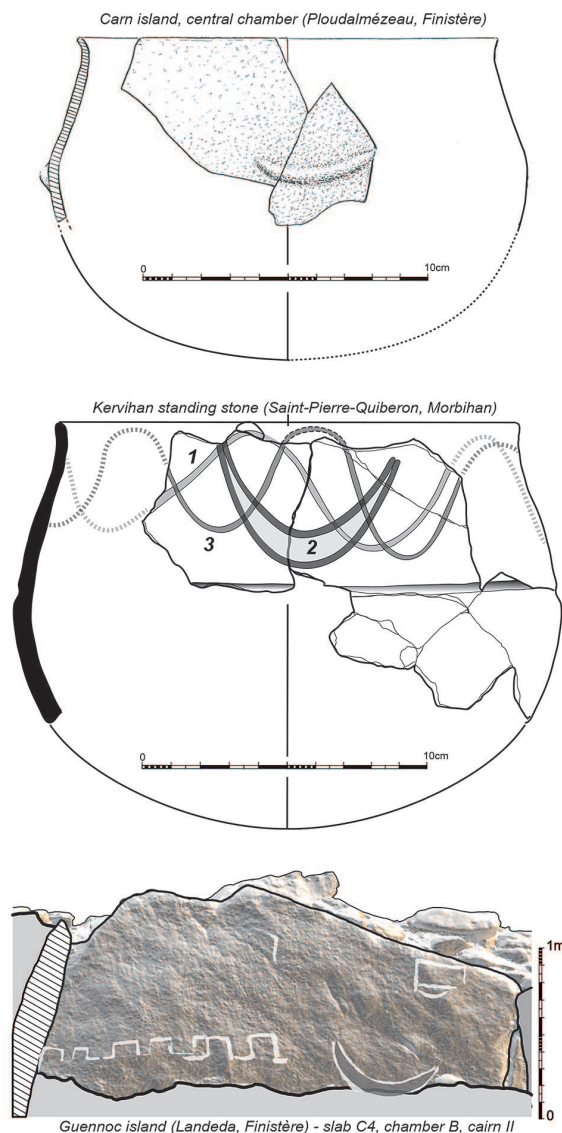 Carn island, central chamber (Ploudalmézeau, Finistère)
0 10cm
Kervihan standing stone (Saint-Pierre-Quiberon, Morbihan)
1
2
3
0 10cm
1m
0
Guennoc island (Landeda, Finistère) - slab C4, chamber B, cairn II